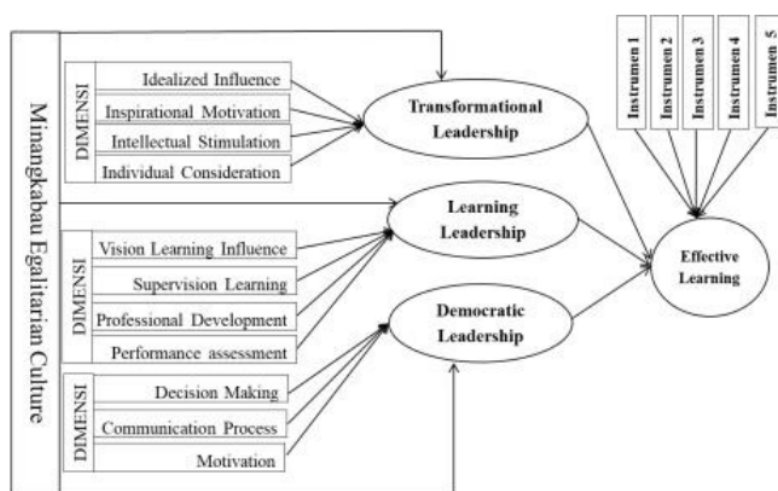 Minangkabau Egalitarian Culture
DIMENSI
Idealized Influence
Inspirational Motivation
Intellectual Stimulation
Individual Consideration
DIMENSI
Vision Learning Influence
Supervision Learning
Professional Development
Performance assessment
DIMENSI
Decision Making
Communication Process
Motivation
Transformational
Leadership
Learning
Leadership
Democratic
Leadership
Instrumen 1
Instrumen 2
Instrumen 3
Instrumen 4
Instrumen 5
Effective
Learning